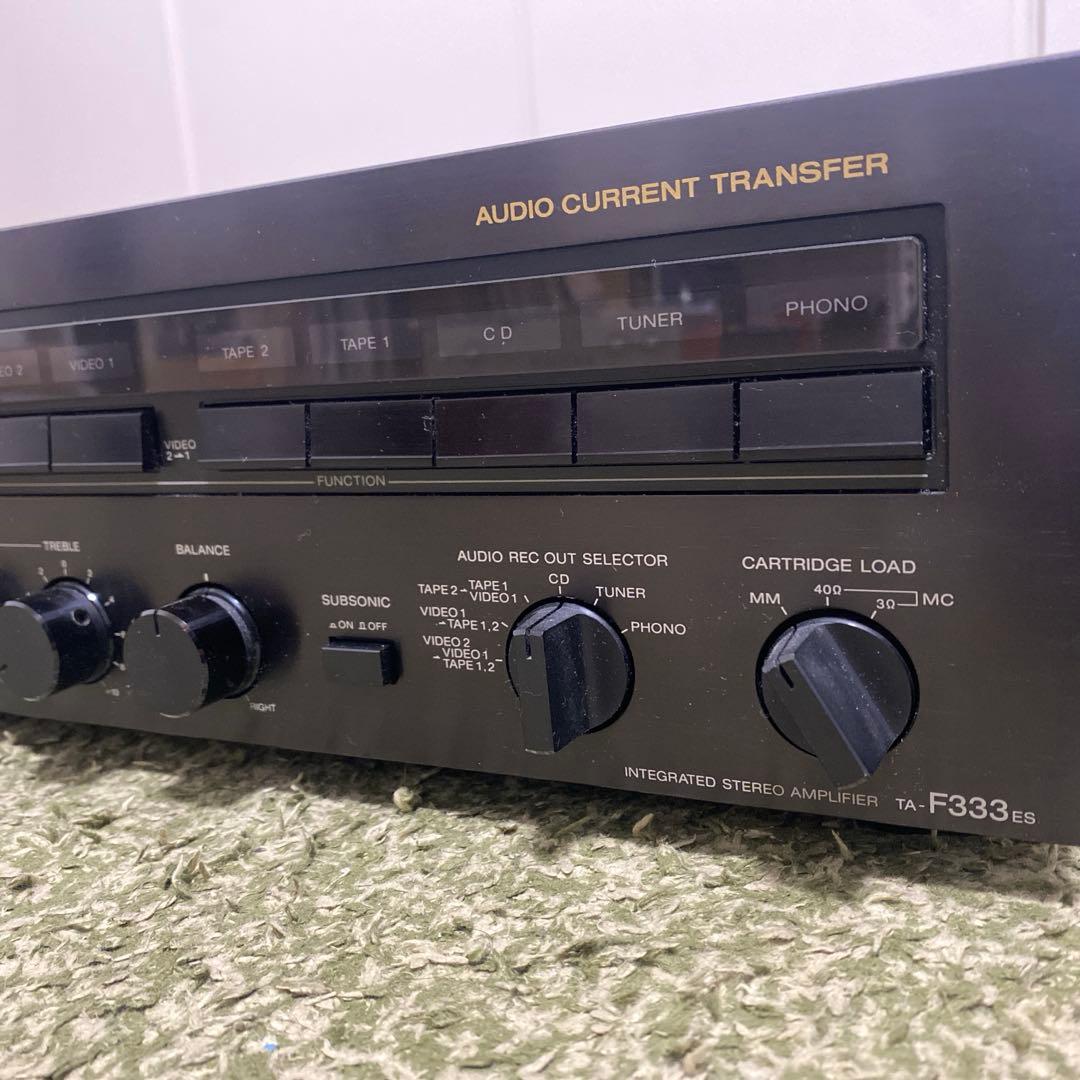 AUDIO CURRENT TRANSFER
VIDEO 1
TAPE 2
TAPE 1
CD
TUNER
PHONO
VIDEO
2→1
FUNCTION
TREBLE
2 0 2
BALANCE
RIGHT
SUBSONIC
ON OFF
AUDIO REC OUT SELECTOR
CD
TAPE 2→TAPE 1
VIDEO 1
TUNER
VIDEO 1
→TAPE 1,2
PHONO
VIDEO 2
→VIDEO 1
TAPE 1,2
CARTRIDGE LOAD
MM
40Ω
3Ω
MC
INTEGRATED STEREO AMPLIFIER TA-F333ES